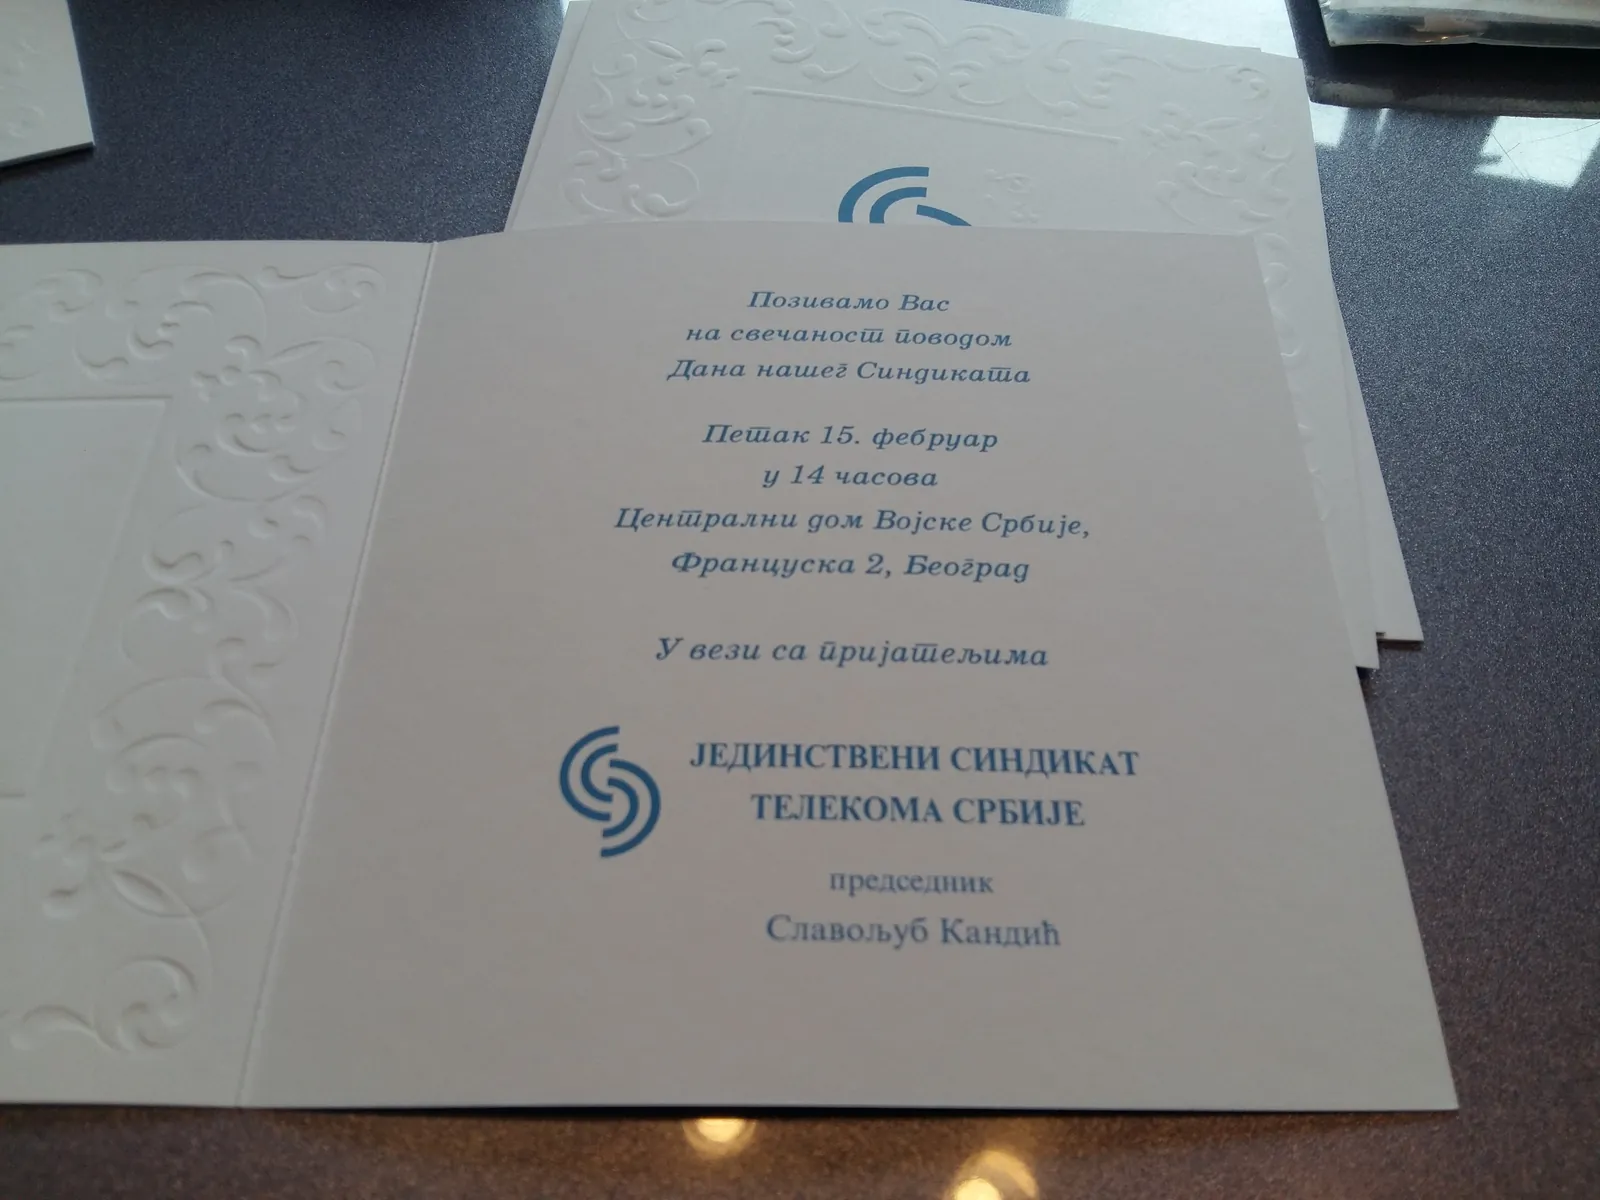 Позивамо Вас
на свечаност поводом
Дана нашег Синдиката
Петак 15. фебруар
у 14 часова
Централни дом Војске Србије,
Француска 2, Београд
У вези са пријатељима
ЈЕДИНСТВЕНИ СИНДИКАТ
ТЕЛЕКОМА СРБИЈЕ
председник
Славољуб Кандић